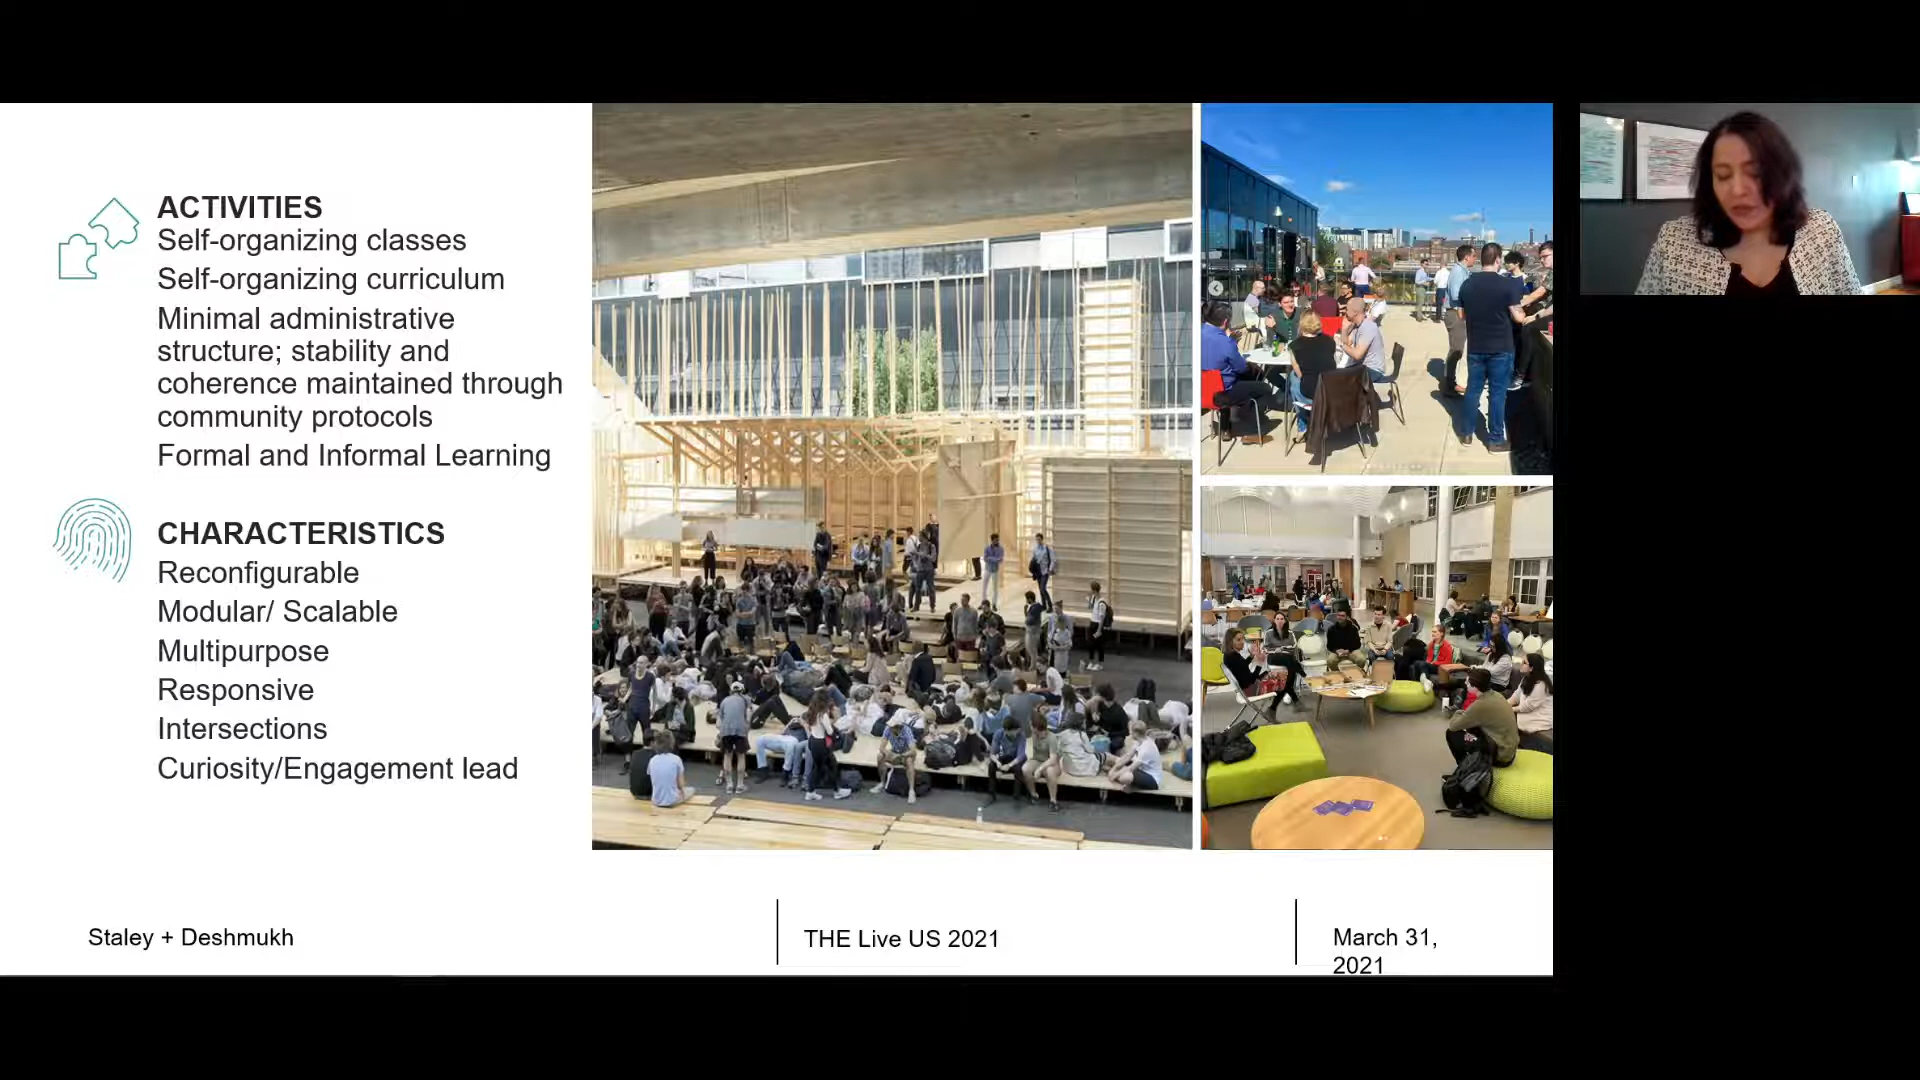 ACTIVITIES
Self-organizing classes
Self-organizing curriculum
Minimal administrative
structure; stability and
coherence maintained through
community protocols
Formal and Informal Learning
CHARACTERISTICS
Reconfigurable
Modular/ Scalable
Multipurpose
Responsive
Intersections
Curiosity/Engagement lead
Staley + Deshmukh
THE Live US 2021
March 31,
2021